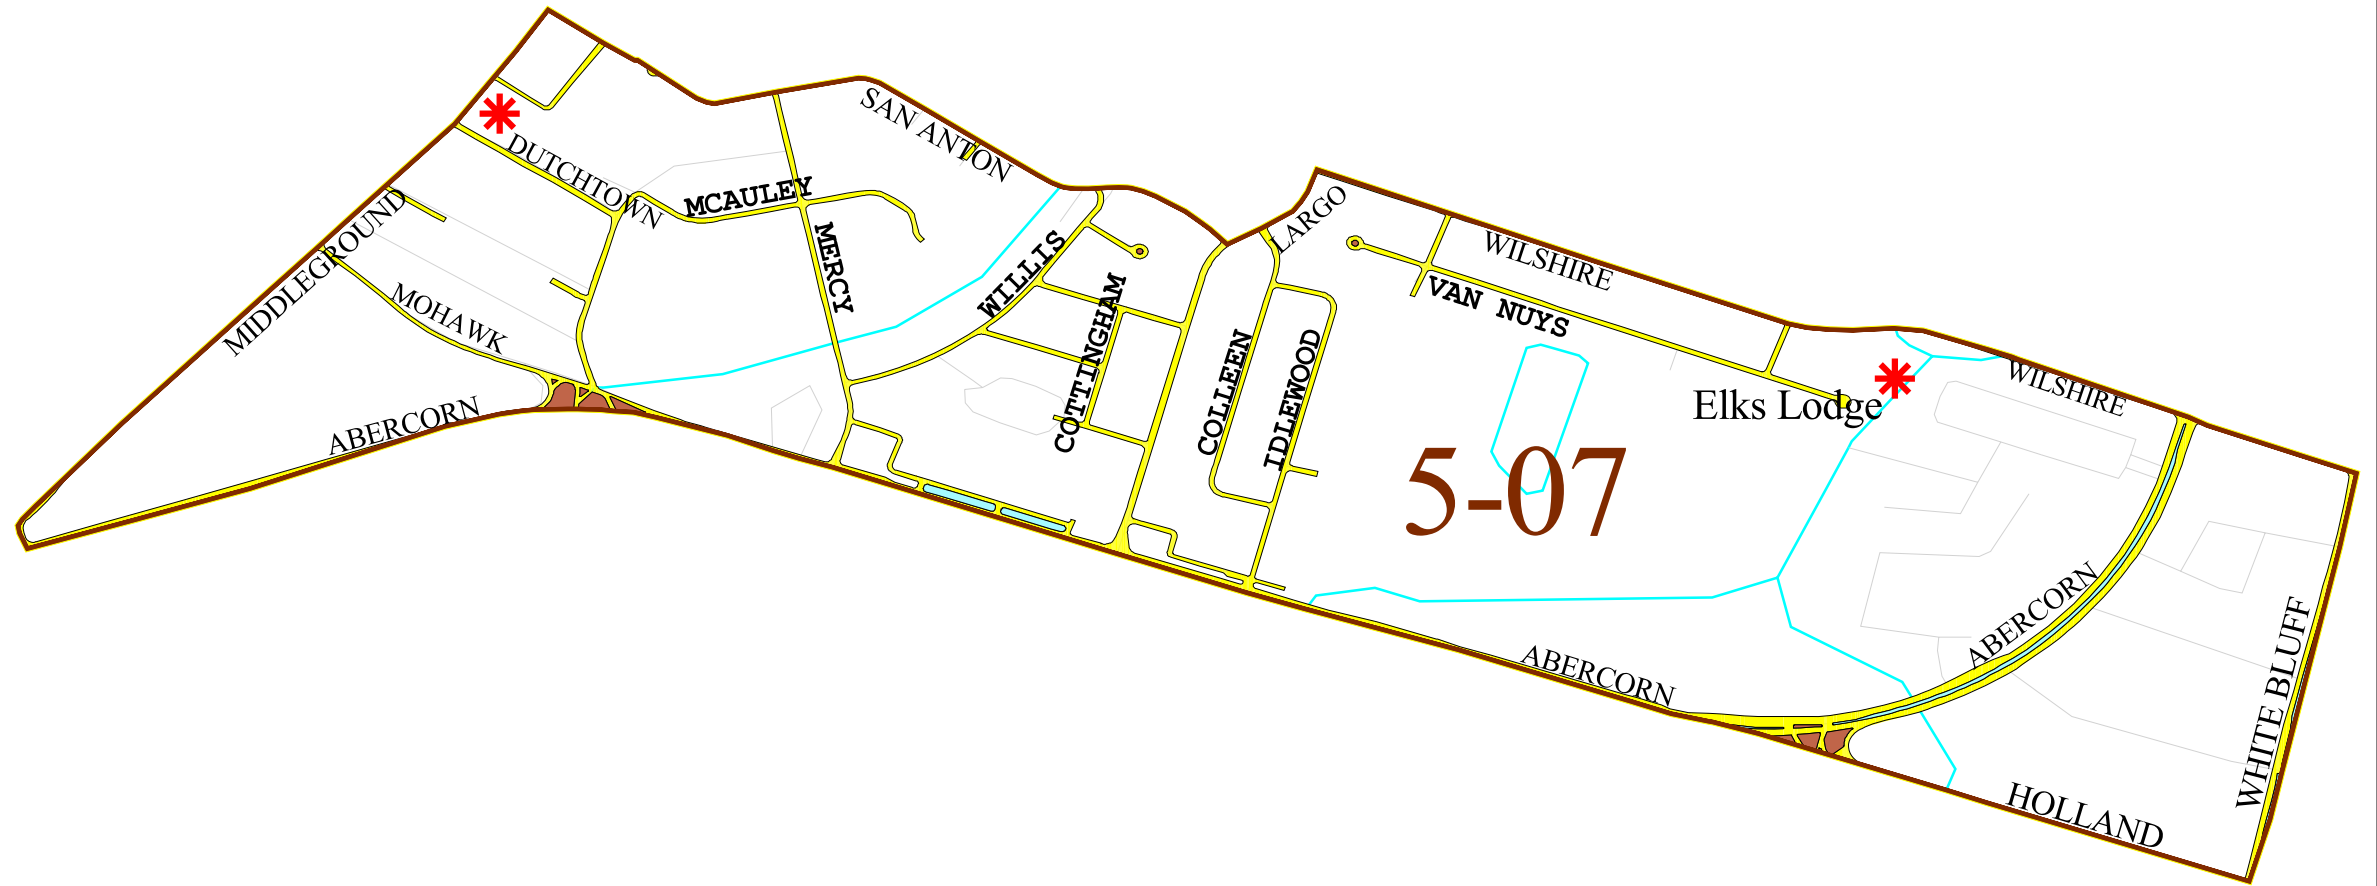 SAN ANTON
DUTCHTOWN
MCAULEY
MIDDLEGROUND
MOHAWK
MERCY
WILLIS
LARGO
WILSHIRE
COTTINGHAM
VAN NUYS
COLLEEN
IDLEWOOD
WILSHIRE
Elks Lodge
ABERCORN
5-07
ABERCORN
ABERCORN
WHITE BLUFF
HOLLAND